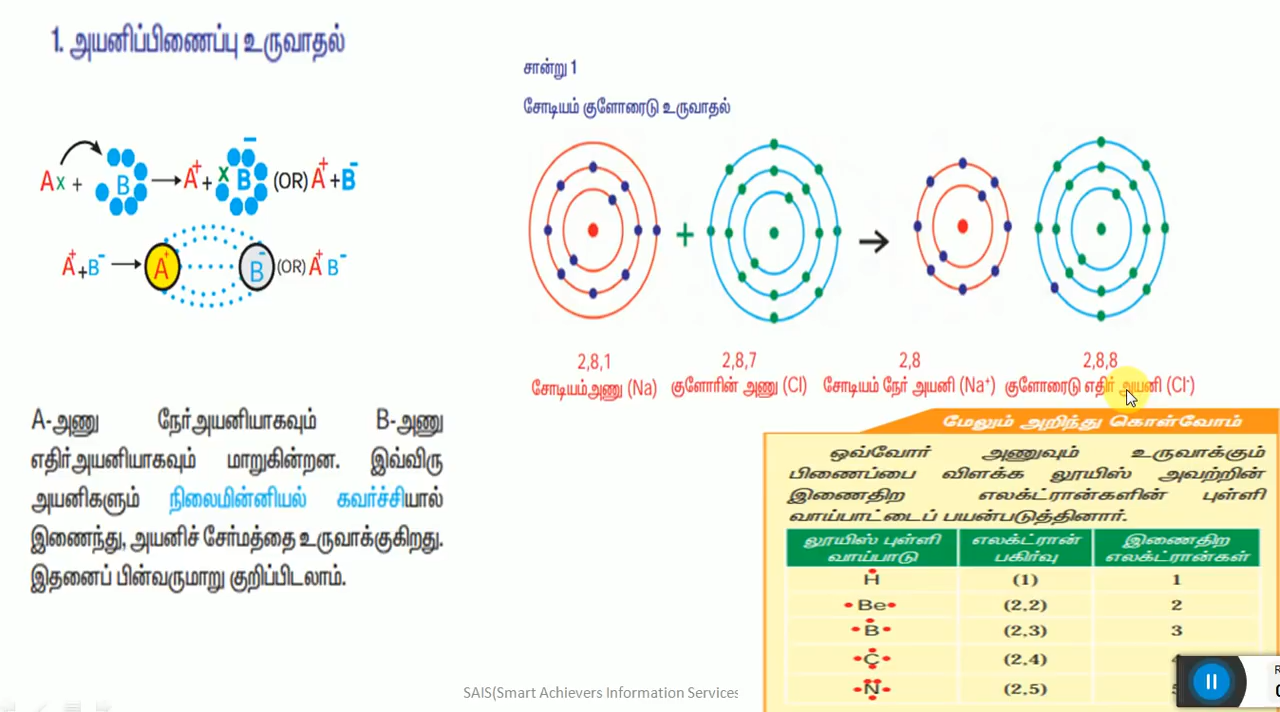 1. அயனிப்பிணைப்பு உருவாதல்
Ax + B → A+ + xB- (OR) A+ + B-
A+ + B- → A+ B- (OR) A+ B-
A-அணு நேர்அயனியாகவும் B-அணு
எதிர்அயனியாகவும் மாறுகின்றன. இவ்விரு
அயனிகளும் நிலைமின்னியல் கவர்ச்சியால்
இணைந்து, அயனிச் சேர்மத்தை உருவாக்குகிறது.
இதனைப் பின்வருமாறு குறிப்பிடலாம்.
சான்று 1
சோடியம் குளோரைடு உருவாதல்
+ →
2,8,1 2,8,7 2,8 2,8,8
சோடியம்அணு (Na) குளோரின் அணு (Cl) சோடியம் நேர் அயனி (Na+) குளோரைடு எதிர் அயனி (Cl-)
மேலும் அறிந்து கொள்வோம்
ஒவ்வோர் அணுவும் உருவாக்கும்
பிணைப்பை விளக்க லூயிஸ் அவற்றின்
இணைதிற எலக்ட்ரான்களின் புள்ளி
வாய்பாட்டைப் பயன்படுத்தினார்.
லூயிஸ் புள்ளி வாய்பாடு எலக்ட்ரான் பகிர்வு இணைதிற எலக்ட்ரான்கள்
H (1) 1
Be (2,2) 2
B (2,3) 3
C (2,4)
N (2,5)
SAIS(Smart Achievers Information Services